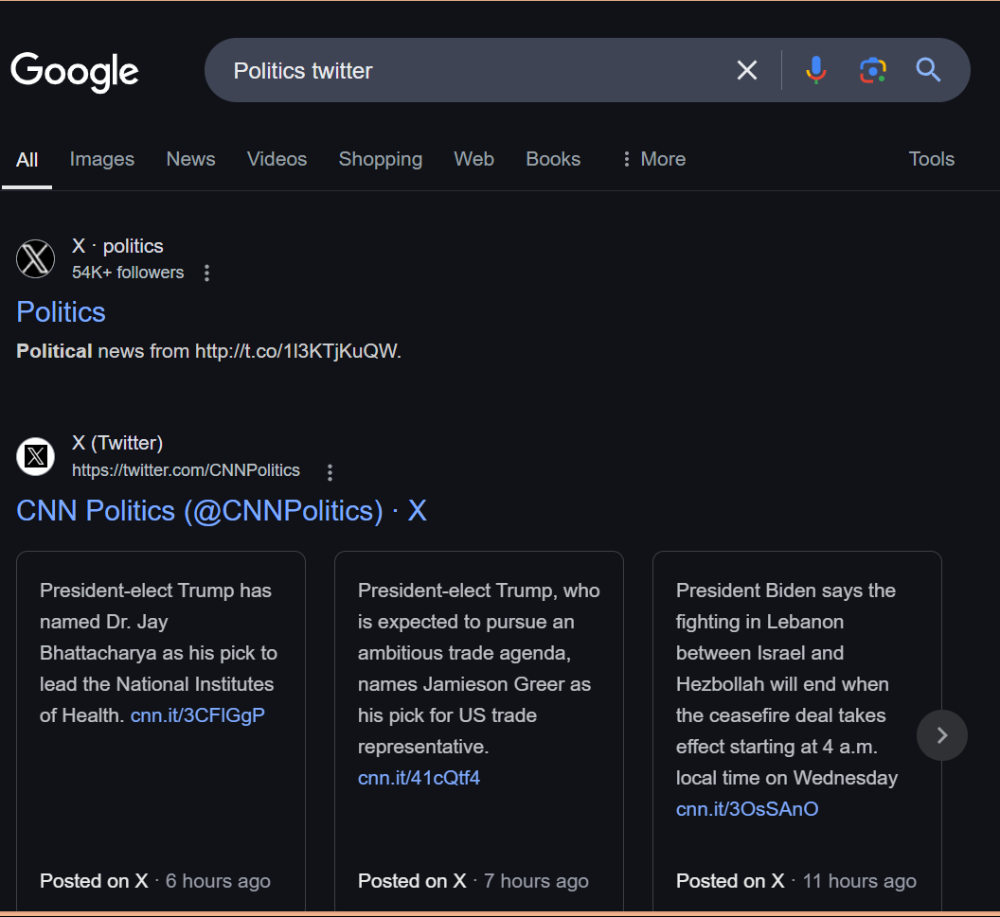 Google
Politics twitter
All Images News Videos Shopping Web Books More Tools
X · politics
54K+ followers
Politics
Political news from http://t.co/1l3KTjKuQW.
X (Twitter)
https://twitter.com/CNNPolitics
CNN Politics (@CNNPolitics) · X
President-elect Trump has
named Dr. Jay
Bhattacharya as his pick to
lead the National Institutes
of Health. cnn.it/3CFlGgP
Posted on X · 6 hours ago
President-elect Trump, who
is expected to pursue an
ambitious trade agenda,
names Jamieson Greer as
his pick for US trade
representative.
cnn.it/41cQtf4
Posted on X · 7 hours ago
President Biden says the
fighting in Lebanon
between Israel and
Hezbollah will end when
the ceasefire deal takes
effect starting at 4 a.m.
local time on Wednesday
cnn.it/3OsSAnO
Posted on X · 11 hours ago